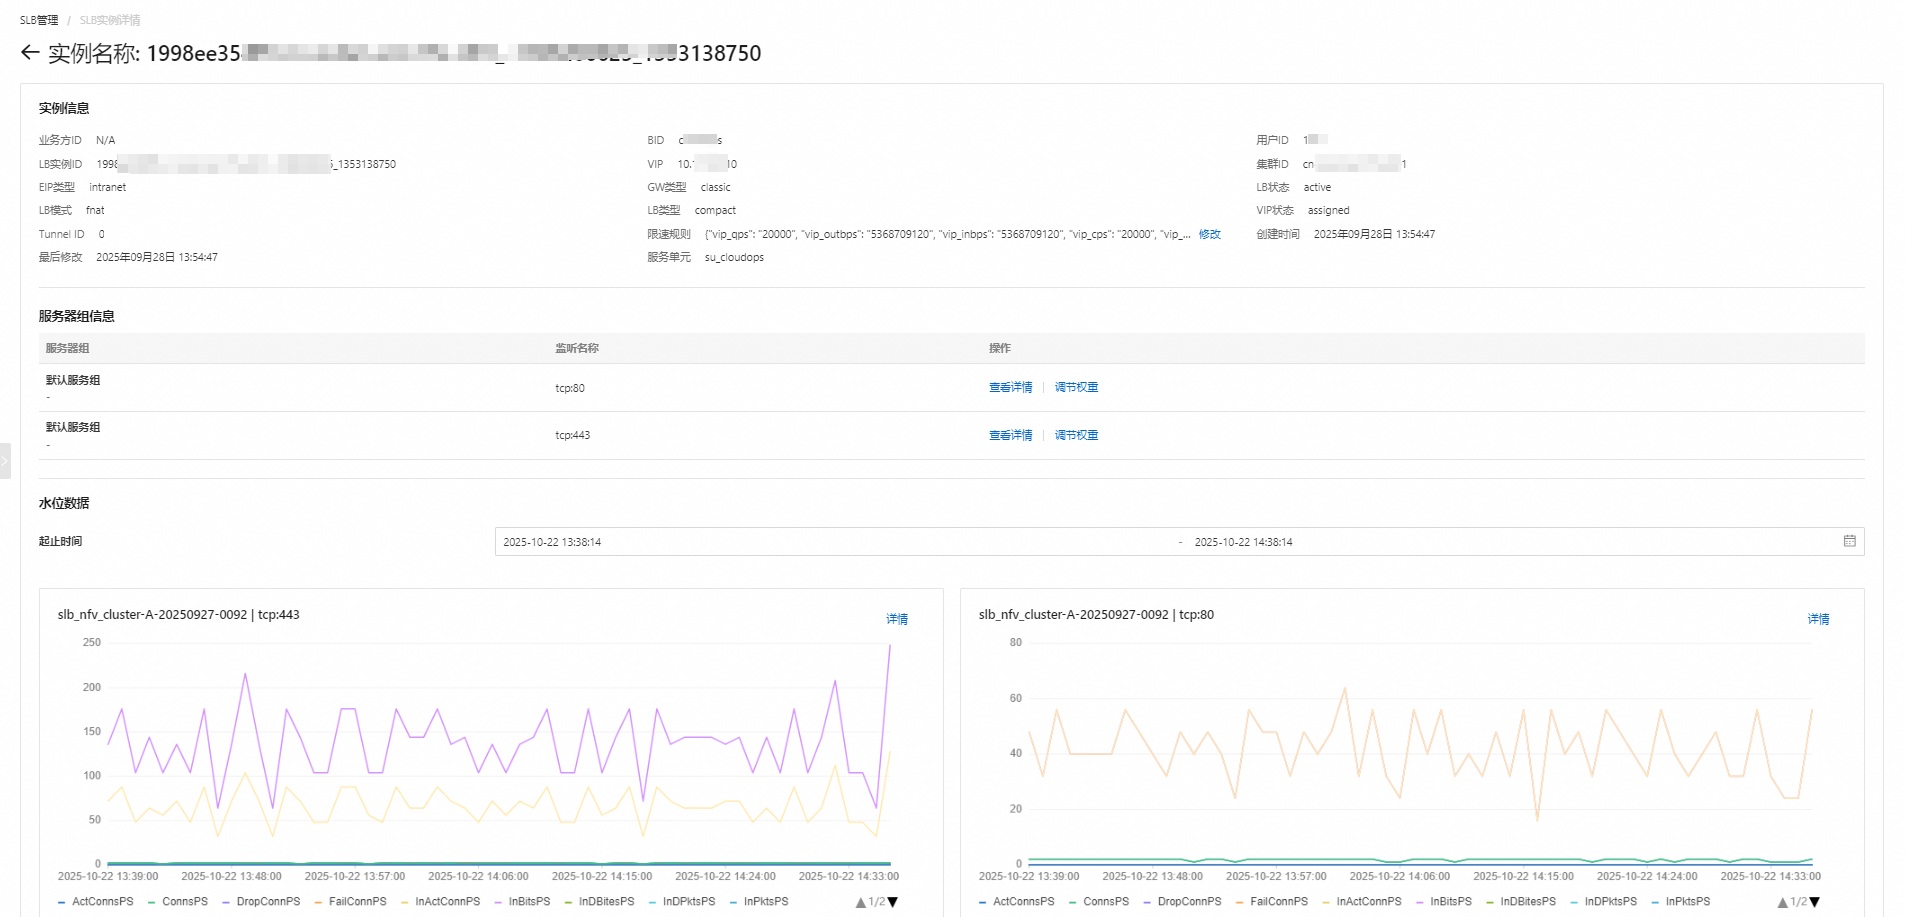 SLB管理 / SLB实例详情
实例名称: 1998ee35 3138750
实例信息
业务方ID N/A
BID
用户ID
LB实例ID 1998 _1353138750
VIP 10. 10
集群ID cn 1
EIP类型 intranet
GW类型 classic
LB状态 active
LB模式 fnat
LB类型 compact
VIP状态 assigned
Tunnel ID 0
限速规则 {"vip_qps": "20000", "vip_outbps": "5368709120", "vip_inbps": "5368709120", "vip_cps": "20000", "vip_... 修改
创建时间 2025年09月28日 13:54:47
最后修改 2025年09月28日 13:54:47
服务单元 su_cloudops
服务器组信息
服务器组 监听名称 操作
默认服务组
-
tcp:80 查看详情 调节权重
默认服务组
-
tcp:443 查看详情 调节权重
水位数据
起止时间 2025-10-22 13:38:14 - 2025-10-22 14:38:14
slb_nfv_cluster-A-20250927-0092 | tcp:443
详情
250
200
150
100
50
0
2025-10-22 13:39:00 2025-10-22 13:48:00 2025-10-22 13:57:00 2025-10-22 14:06:00 2025-10-22 14:15:00 2025-10-22 14:24:00 2025-10-22 14:33:00
ActConnsPS ConnsPS DropConnPS FailConnPS InActConnPS InBitsPS InDBitesPS InDPktsPS InPktsPS 1/2
slb_nfv_cluster-A-20250927-0092 | tcp:80
详情
80
60
40
20
0
2025-10-22 13:39:00 2025-10-22 13:48:00 2025-10-22 13:57:00 2025-10-22 14:06:00 2025-10-22 14:15:00 2025-10-22 14:24:00 2025-10-22 14:33:00
ActConnsPS ConnsPS DropConnPS FailConnPS InActConnPS InBitsPS InDBitesPS InDPktsPS InPktsPS 1/2